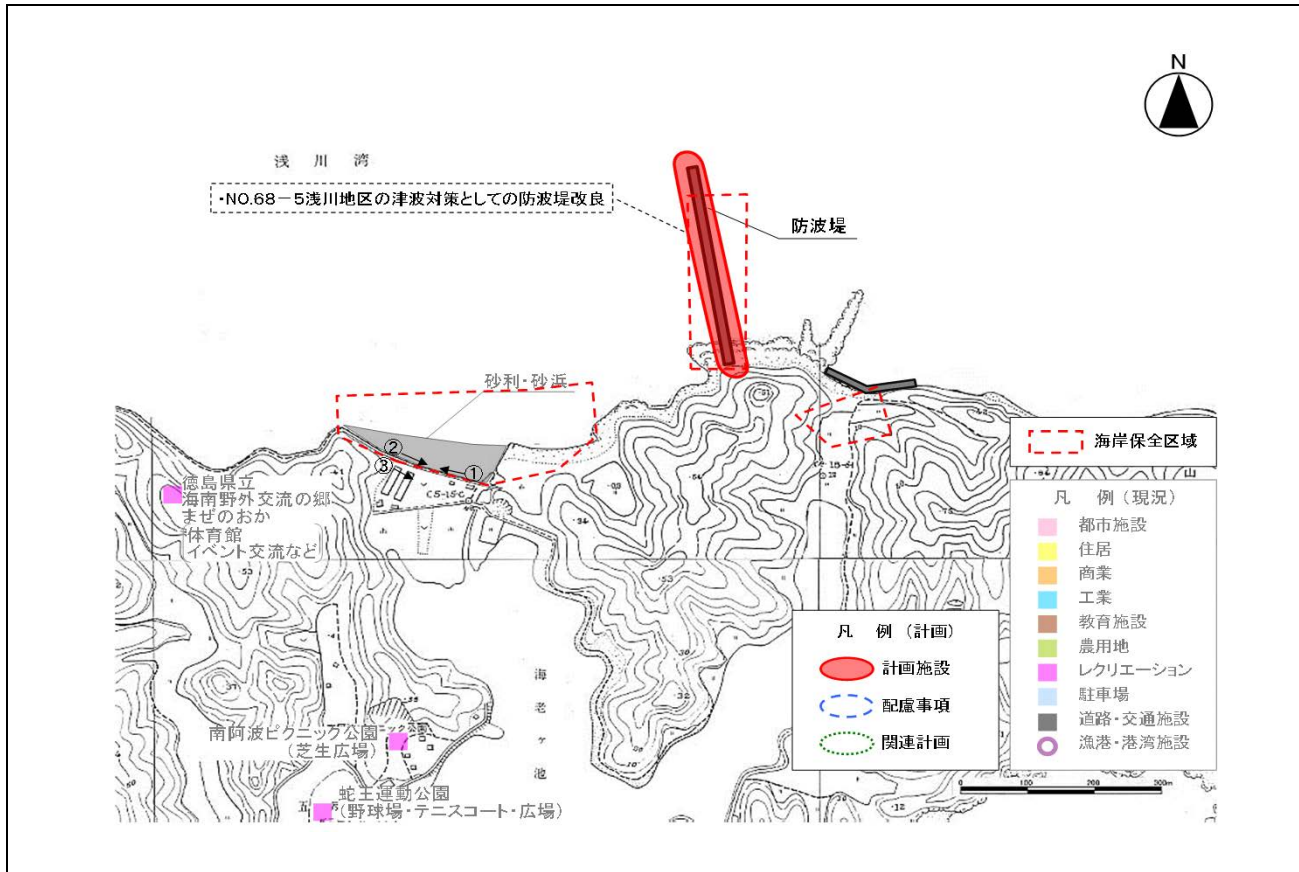 N
浅川湾
・NO.68－5浅川地区の津波対策としての防波堤改良
防波堤
砂利・砂浜
②
①
③
徳島県立
海南野外交流の郷
まぜのおか
体育館
イベント交流など
海岸保全区域
凡 例（現況）
都市施設
住居
商業
工業
教育施設
農用地
レクリエーション
駐車場
道路・交通施設
漁港・港湾施設
凡 例（計画）
計画施設
配慮事項
関連計画
海老ヶ池
南阿波ピクニック公園
（芝生広場）
蛇王運動公園
（野球場・テニスコート・広場）
山
0 100 200 300m